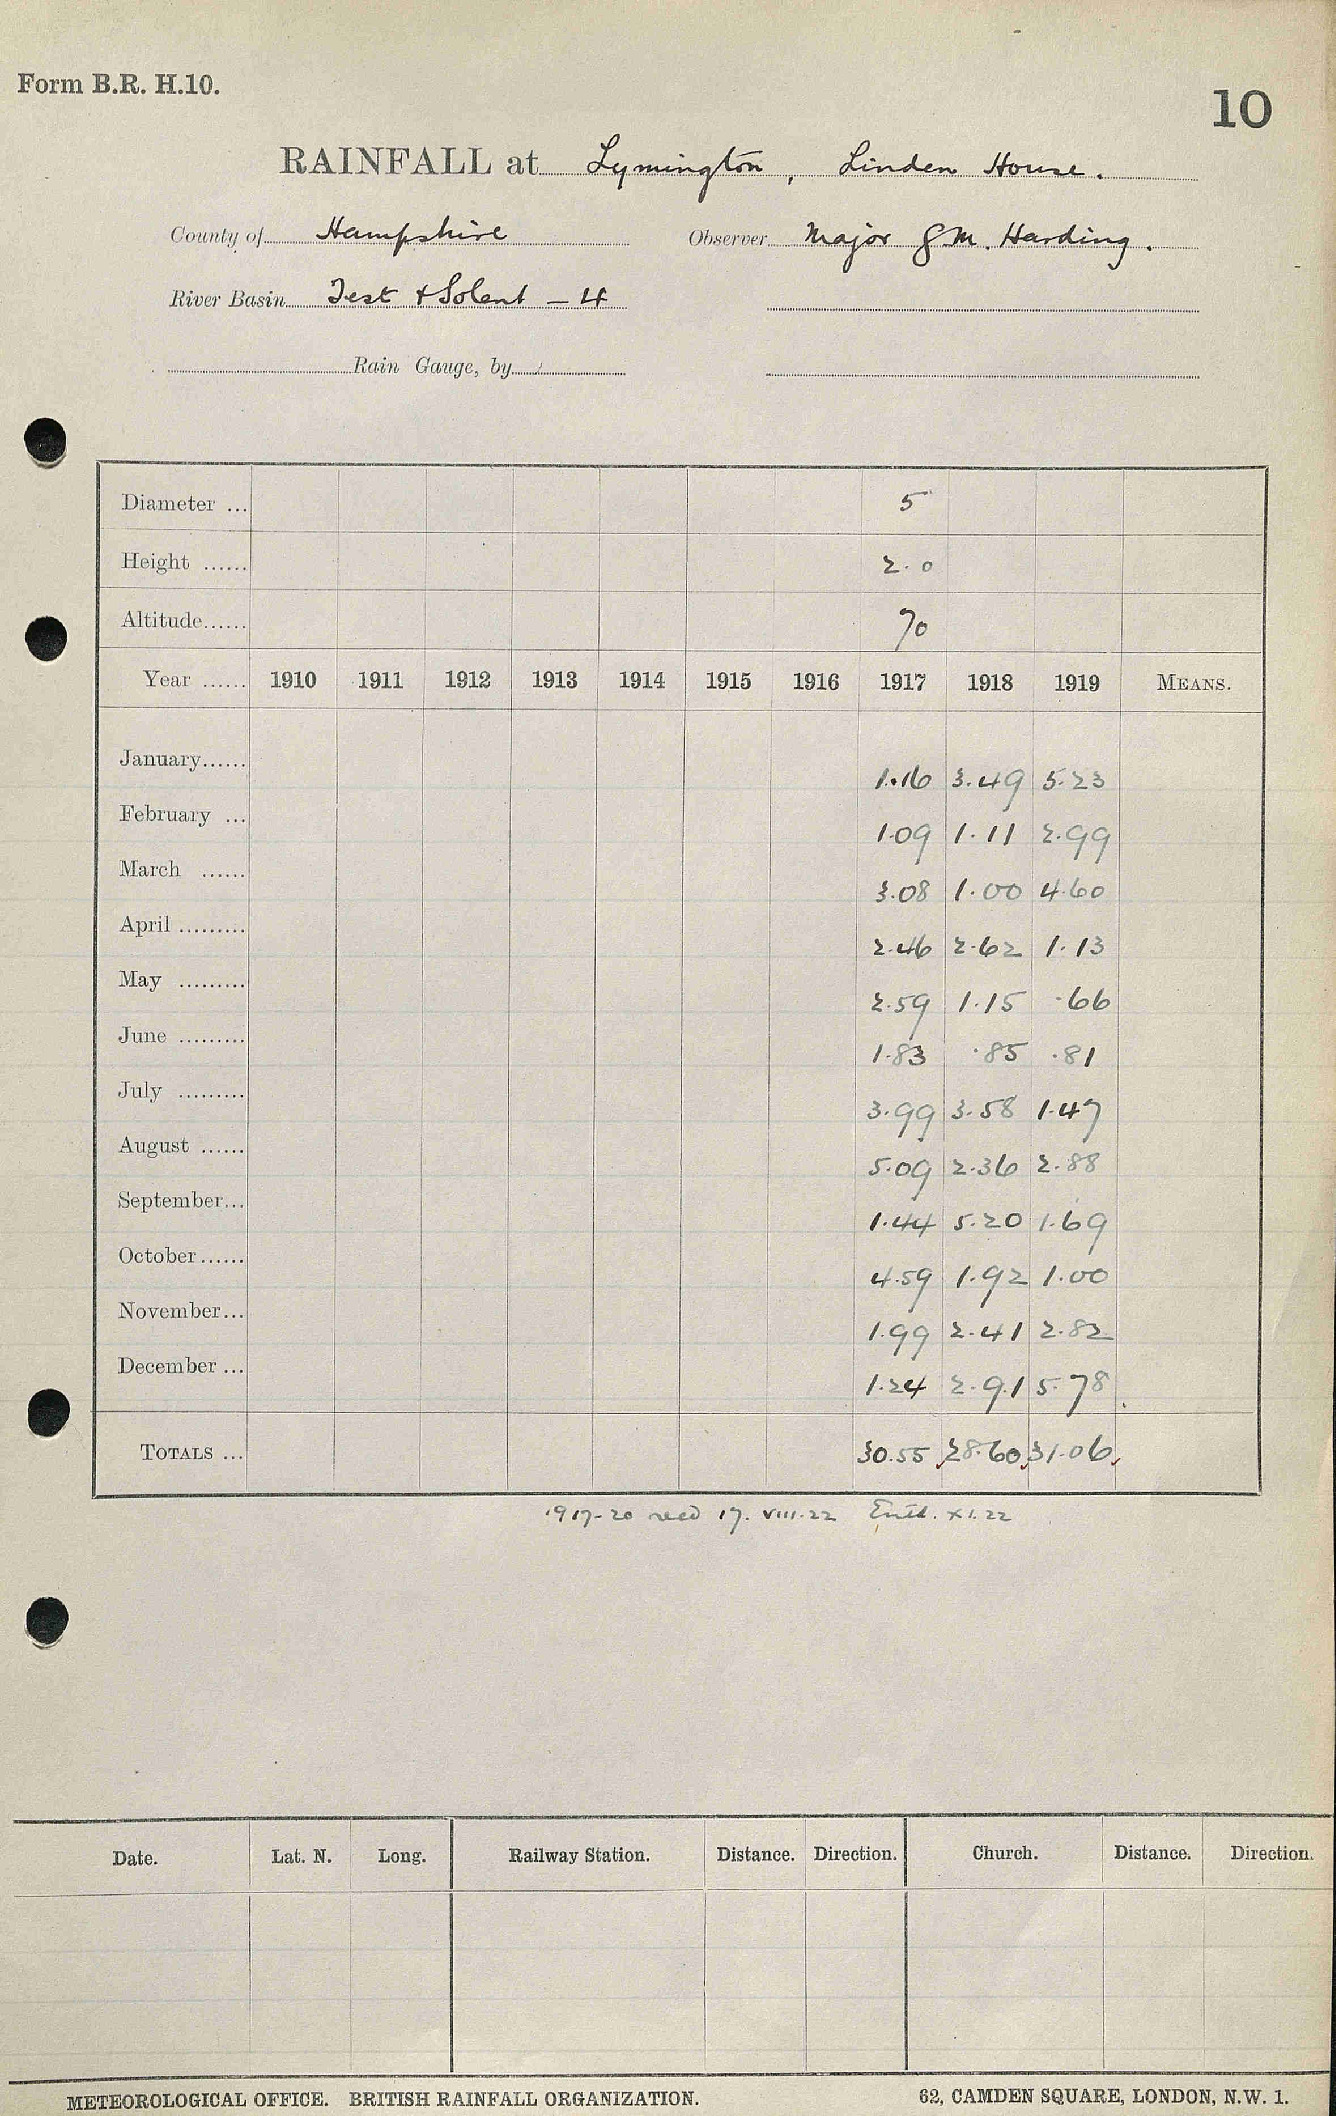 Form B.R. H.10.
10
RAINFALL at Lymington, Linden House.
County of Hampshire Observer Major G M. Harding.
River Basin Test & Solent – 4
Rain Gauge, by
Diameter ... 5
Height ...... 2.0
Altitude...... 70
Year ...... 1910 1911 1912 1913 1914 1915 1916 1917 1918 1919 MEANS.
January...... 1.16 3.49 5.23
February ... 1.09 1.11 2.99
March ...... 3.08 1.00 4.60
April ......... 2.46 2.62 1.13
May ......... 2.59 1.15 .66
June ......... 1.83 .85 .81
July ......... 3.99 3.58 1.47
August ...... 5.09 2.36 2.88
September... 1.44 5.20 1.69
October...... 4.59 1.92 1.00
November... 1.99 2.41 2.82
December ... 1.24 2.91 5.78
TOTALS ... 30.55 28.60 31.06
1917-20 recd 17. VIII.22 Entd. XI.22
Date. Lat. N. Long. Railway Station. Distance. Direction. Church. Distance. Direction.
METEOROLOGICAL OFFICE. BRITISH RAINFALL ORGANIZATION. 62, CAMDEN SQUARE, LONDON, N.W. 1.